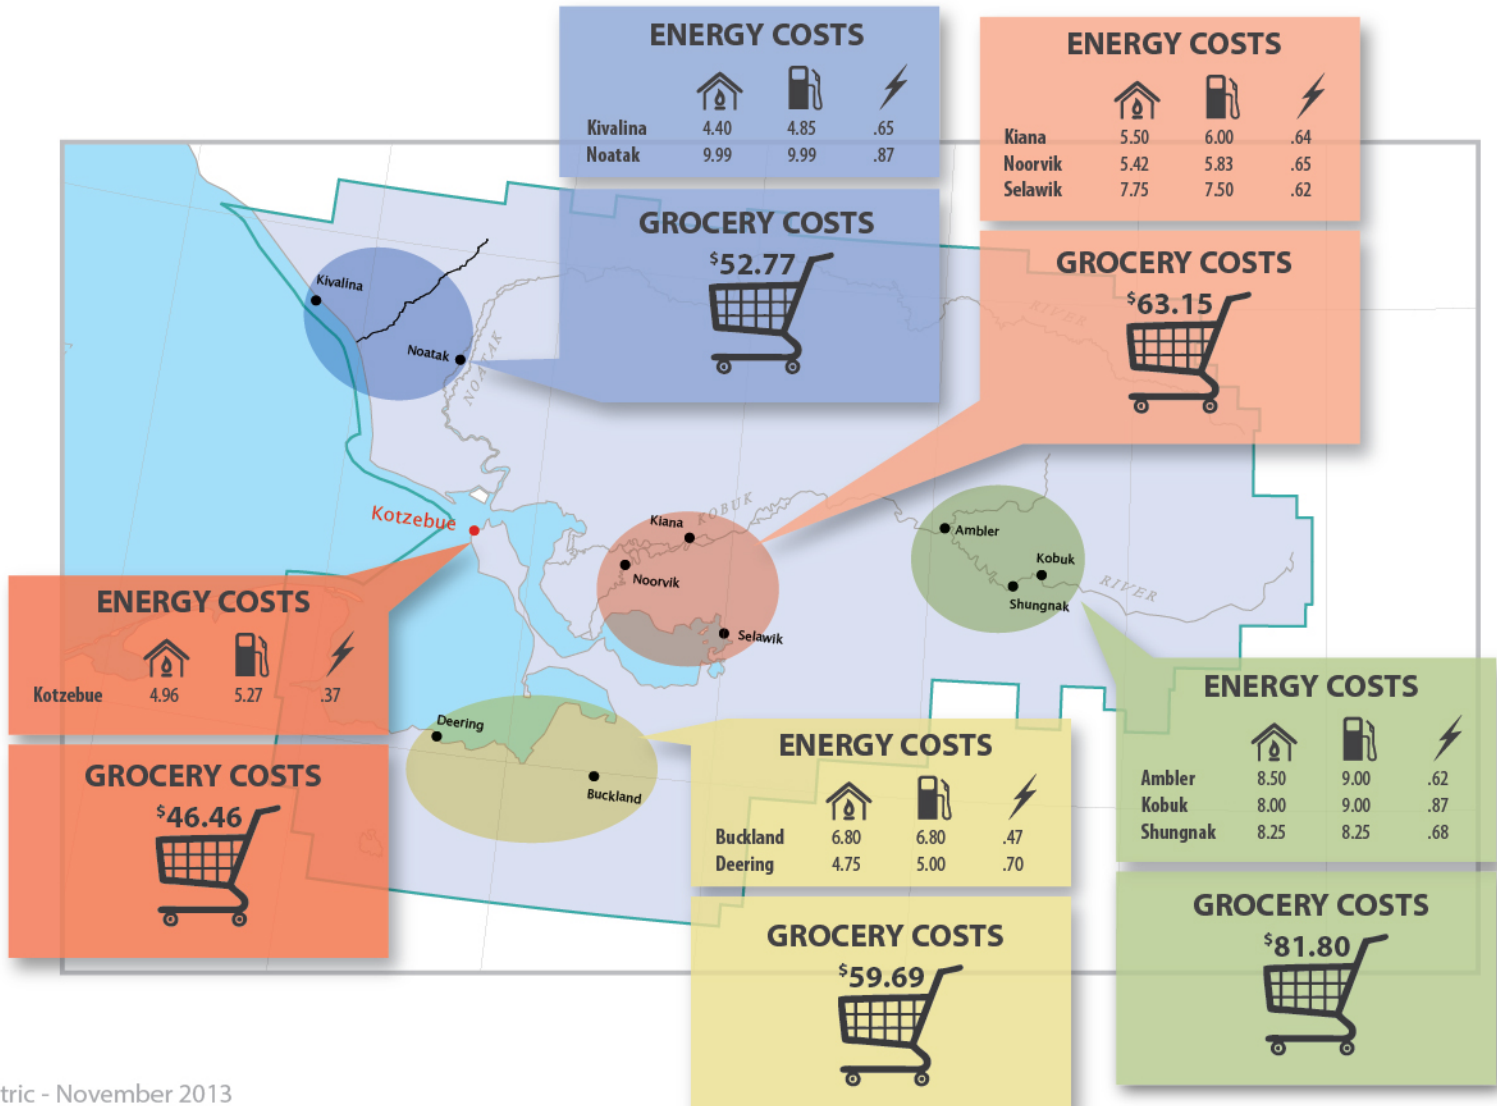 ENERGY COSTS
Kivalina 4.40 4.85 .65
Noatak 9.99 9.99 .87
GROCERY COSTS
$52.77
ENERGY COSTS
Kiana 5.50 6.00 .64
Noorvik 5.42 5.83 .65
Selawik 7.75 7.50 .62
GROCERY COSTS
$63.15
RIVER
Kivalina
Noatak
NOATAK
Kotzebue
Kiana
KOBUK
Noorvik
Selawik
Ambler
Kobuk
Shungnak
RIVER
Deering
Buckland
ENERGY COSTS
Kotzebue 4.96 5.27 .37
GROCERY COSTS
$46.46
ENERGY COSTS
Buckland 6.80 6.80 .47
Deering 4.75 5.00 .70
GROCERY COSTS
$59.69
ENERGY COSTS
Ambler 8.50 9.00 .62
Kobuk 8.00 9.00 .87
Shungnak 8.25 8.25 .68
GROCERY COSTS
$81.80
tric - November 2013